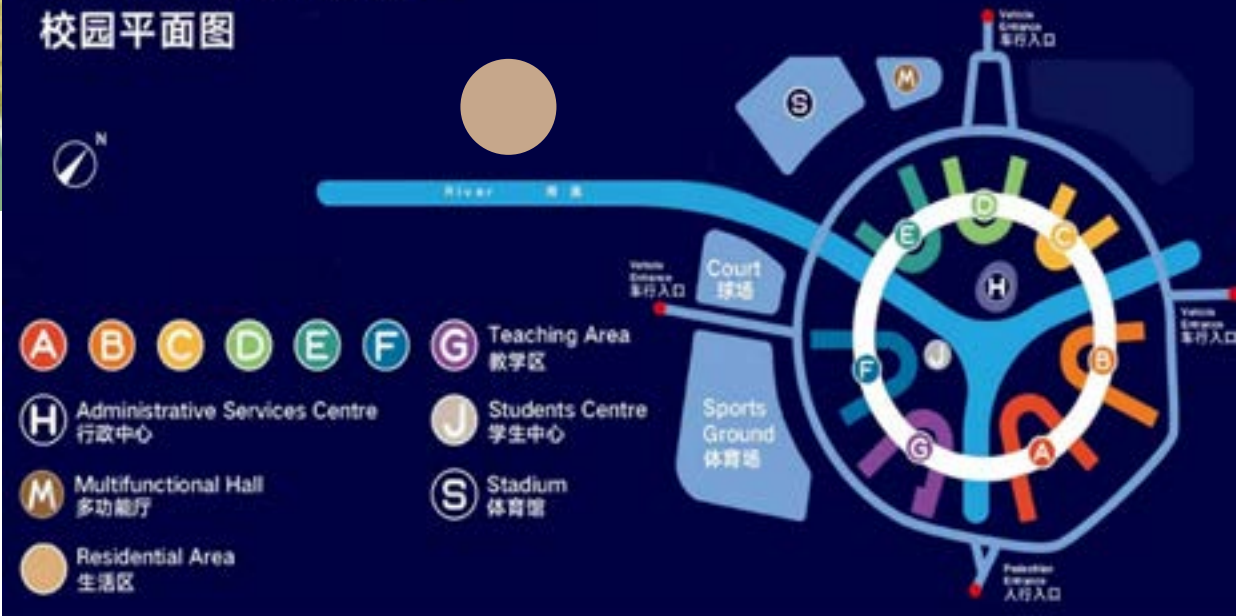 校园平面图
N
Vehicle
Entrance
车行入口
M
S
D
E
C
River
H
Court
球场
Vehicle
Entrance
车行入口
Vehicle
Entrance
车行入口
J
B
F
G
A
Sports
Ground
体育场
A B C D E F G Teaching Area
教学区
H Administrative Services Centre
行政中心
J Students Centre
学生中心
M Multifunctional Hall
多功能厅
S Stadium
体育馆
Residential Area
生活区
Pedestrian
Entrance
人行入口